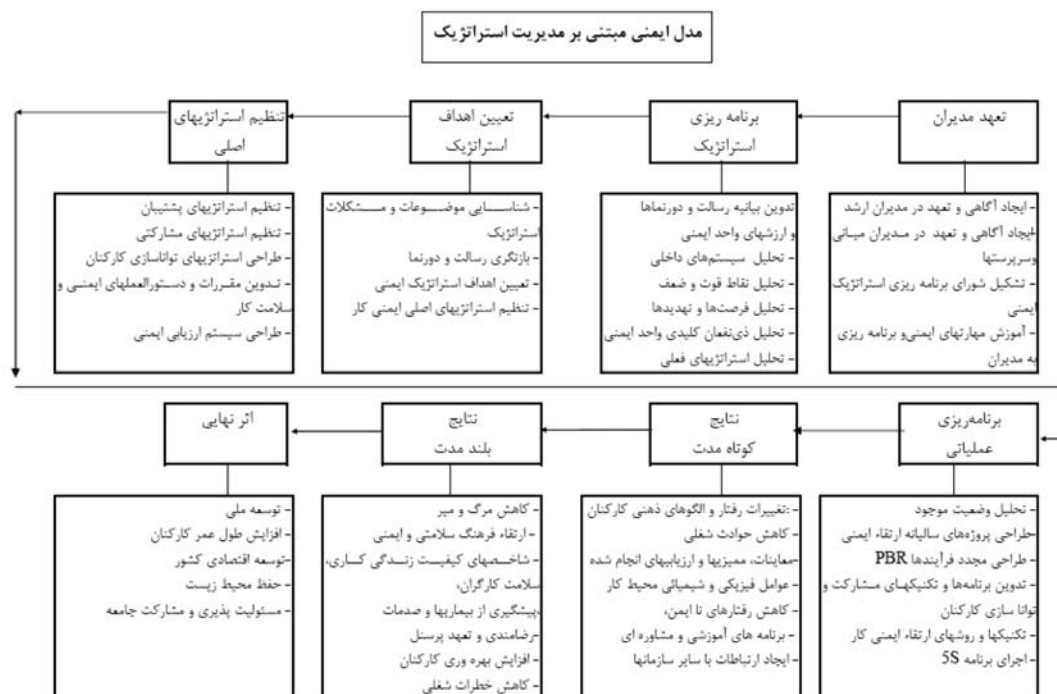 مدل ایمنی مبتنی بر مدیریت استراتژیک
تعهد مدیران
برنامه ریزی
استراتژیک
تعیین اهداف
استراتژیک
تنظیم استراتژیهای
اصلی
- ایجاد آگاهی و تعهد در مدیران ارشد
ایجاد آگاهی و تعهد در مدیران میانی
وسرپرستها
- تشکیل شورای برنامه ریزی استراتژیک
ایمنی
- آموزش مهارتهای ایمنی‌و برنامه ریزی
به مدیران
تدوین بیانیه رسالت و دورنماها
و ارزشهای واحد ایمنی
- تحلیل سیستم‌های داخلی
- تحلیل نقاط قوت و ضعف
- تحلیل فرصت‌ها و تهدیدها
- تحلیل ذی‌نفعان کلیدی واحد ایمنی
- تحلیل استراتژیهای فعلی
- شناسایی موضوعات و مشکلات
استراتژیک
- بازنگری رسالت و دورنما
- تعیین اهداف استراتژیک ایمنی
- تنظیم استراتژیهای اصلی ایمنی کار
- تنظیم استراتژیهای پشتیبان
- تنظیم استراتژیهای مشارکتی
- طراحی استراتژیهای تواناسازی کارکنان
- تدوین مقررات و دستورالعملهای ایمنی و
سلامت کار
- طراحی سیستم ارزیابی ایمنی
برنامه‌ریزی
عملیاتی
نتایج
کوتاه مدت
نتایج
بلند مدت
اثر نهایی
- تحلیل وضعیت موجود
-طراحی پروژه‌های سالیانه ارتقاء ایمنی
- طراحی مجدد فرآیندها PBR
- تدوین برنامه‌ها و تکنیکهای مشارکت و
توانا سازی کارکنان
- تکنیکها و روشهای ارتقاء ایمنی کار
- اجرای برنامه 5S
-:تغییرات رفتار و الگوهای ذهنی کارکنان
- کاهش حوادث شغلی
-معاینات، ممیزیها و ارزیابیهای انجام شده
- عوامل فیزیکی و شیمیائی محیط کار
- کاهش رفتارهای نا ایمن،
- برنامه های آموزشی و مشاوره ای
- ایجاد ارتباطات با سایر سازمانها
- کاهش مرگ و میر
- ارتقاء فرهنگ سلامتی و ایمنی
- شاخصهای کیفیت زندگی کاری،
سلامت کارگران،
،پیشگیری از بیماریها و صدمات
-رضامندی و تعهد پرسنل
- افزایش بهره وری کارکنان
- کاهش خطرات شغلی
- توسعه ملی
- افزایش طول عمر کارکنان
-توسعه اقتصادی کشور
- حفظ محیط زیست
- مسئولیت پذیری و مشارکت جامعه